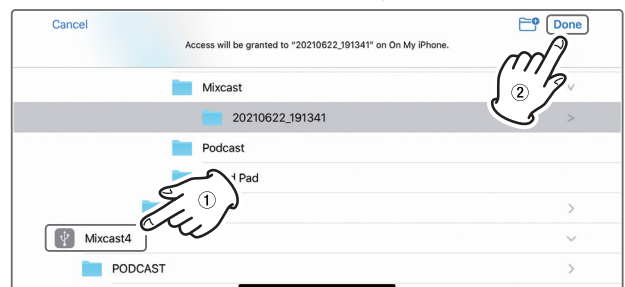 Cancel
Done
Access will be granted to “20210622_191341” on On My iPhone.
Mixcast
②
20210622_191341
Podcast
Pad
①
Mixcast4
PODCAST